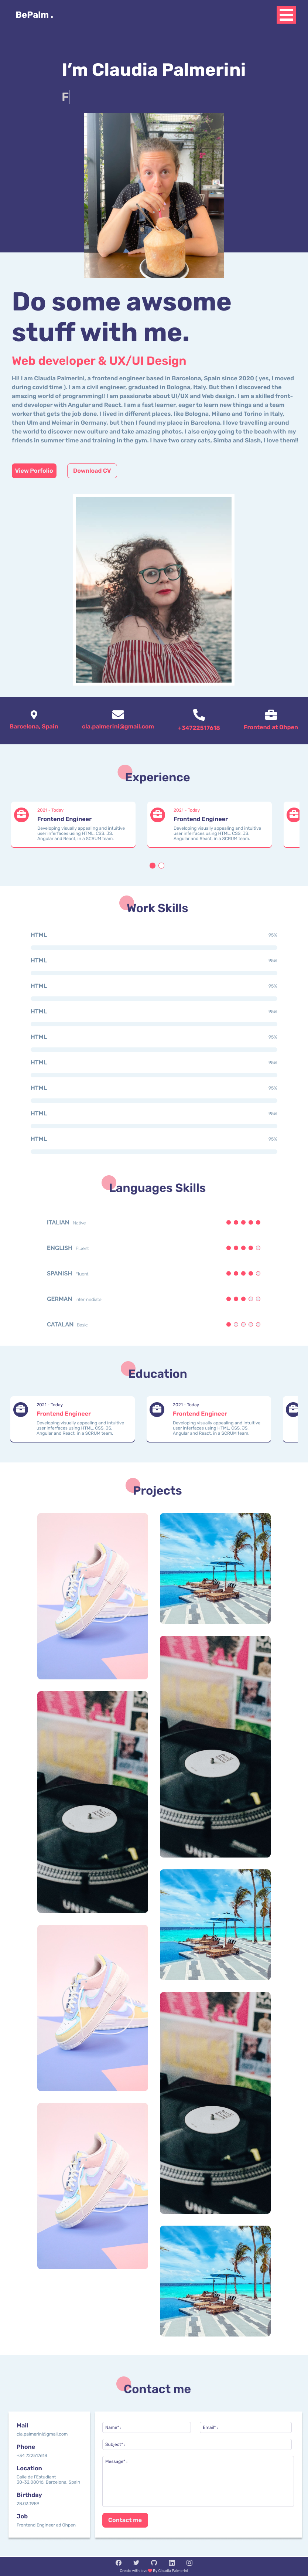 BePalm .
I’m Claudia Palmerini
F
Do some awsome
stuff with me.
Web developer & UX/UI Design
Hi! I am Claudia Palmerini, a frontend engineer based in Barcelona, Spain since 2020 ( yes, I moved
during covid time ). I am a civil engineer, graduated in Bologna, Italy. But then I discovered the
amazing world of programming!! I am passionate about UI/UX and Web design. I am a skilled front-
end developer with Angular and React. I am a fast learner, eager to learn new things and a team
worker that gets the job done. I lived in different places, like Bologna, Milano and Torino in Italy,
then Ulm and Weimar in Germany, but then I found my place in Barcelona. I love travelling around
the world to discover new culture and take amazing photos. I also enjoy going to the beach with my
friends in summer time and training in the gym. I have two crazy cats, Simba and Slash, I love them!!
View Porfolio
Download CV
Barcelona, Spain
cla.palmerini@gmail.com
+34722517618
Frontend at Ohpen
Experience
2021 - Today
Frontend Engineer
Developing visually appealing and intuitive
user interfaces using HTML, CSS, JS,
Angular and React, in a SCRUM team.
2021 - Today
Frontend Engineer
Developing visually appealing and intuitive
user interfaces using HTML, CSS, JS,
Angular and React, in a SCRUM team.
Work Skills
HTML 95%
HTML 95%
HTML 95%
HTML 95%
HTML 95%
HTML 95%
HTML 95%
HTML 95%
HTML 95%
Languages Skills
ITALIAN Native
ENGLISH Fluent
SPANISH Fluent
GERMAN Intermediate
CATALAN Basic
Education
2021 - Today
Frontend Engineer
Developing visually appealing and intuitive
user interfaces using HTML, CSS, JS,
Angular and React, in a SCRUM team.
2021 - Today
Frontend Engineer
Developing visually appealing and intuitive
user interfaces using HTML, CSS, JS,
Angular and React, in a SCRUM team.
Projects
Contact me
Mail
cla.palmerini@gmail.com
Phone
+34 722517618
Location
Calle de l'Estudiant
30-32,08016, Barcelona, Spain
Birthday
28.03.1989
Job
Frontend Engineer ad Ohpen
Name* :
Email* :
Subject* :
Message* :
Contact me
Create with love ❤ By Claudia Palmerini